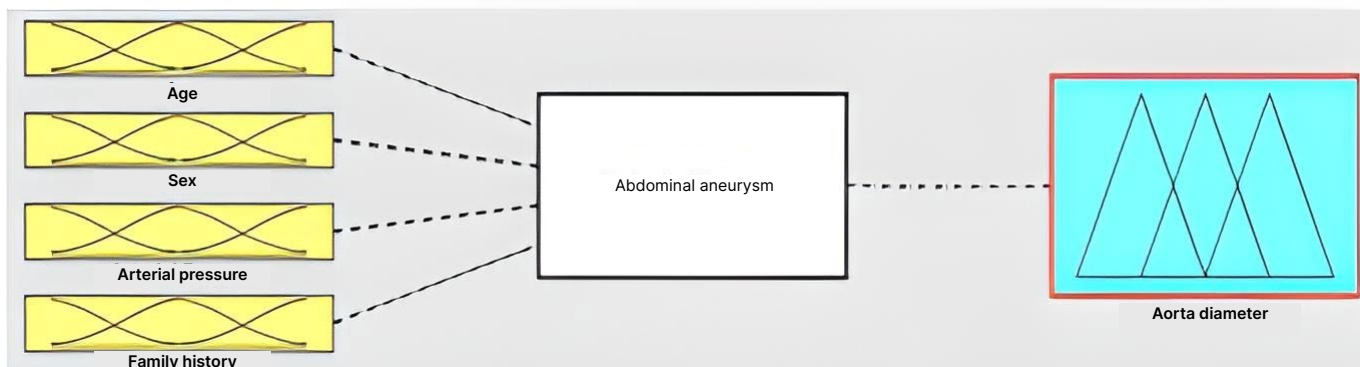 Age
Sex
Arterial pressure
Family history
Abdominal aneurysm
Aorta diameter